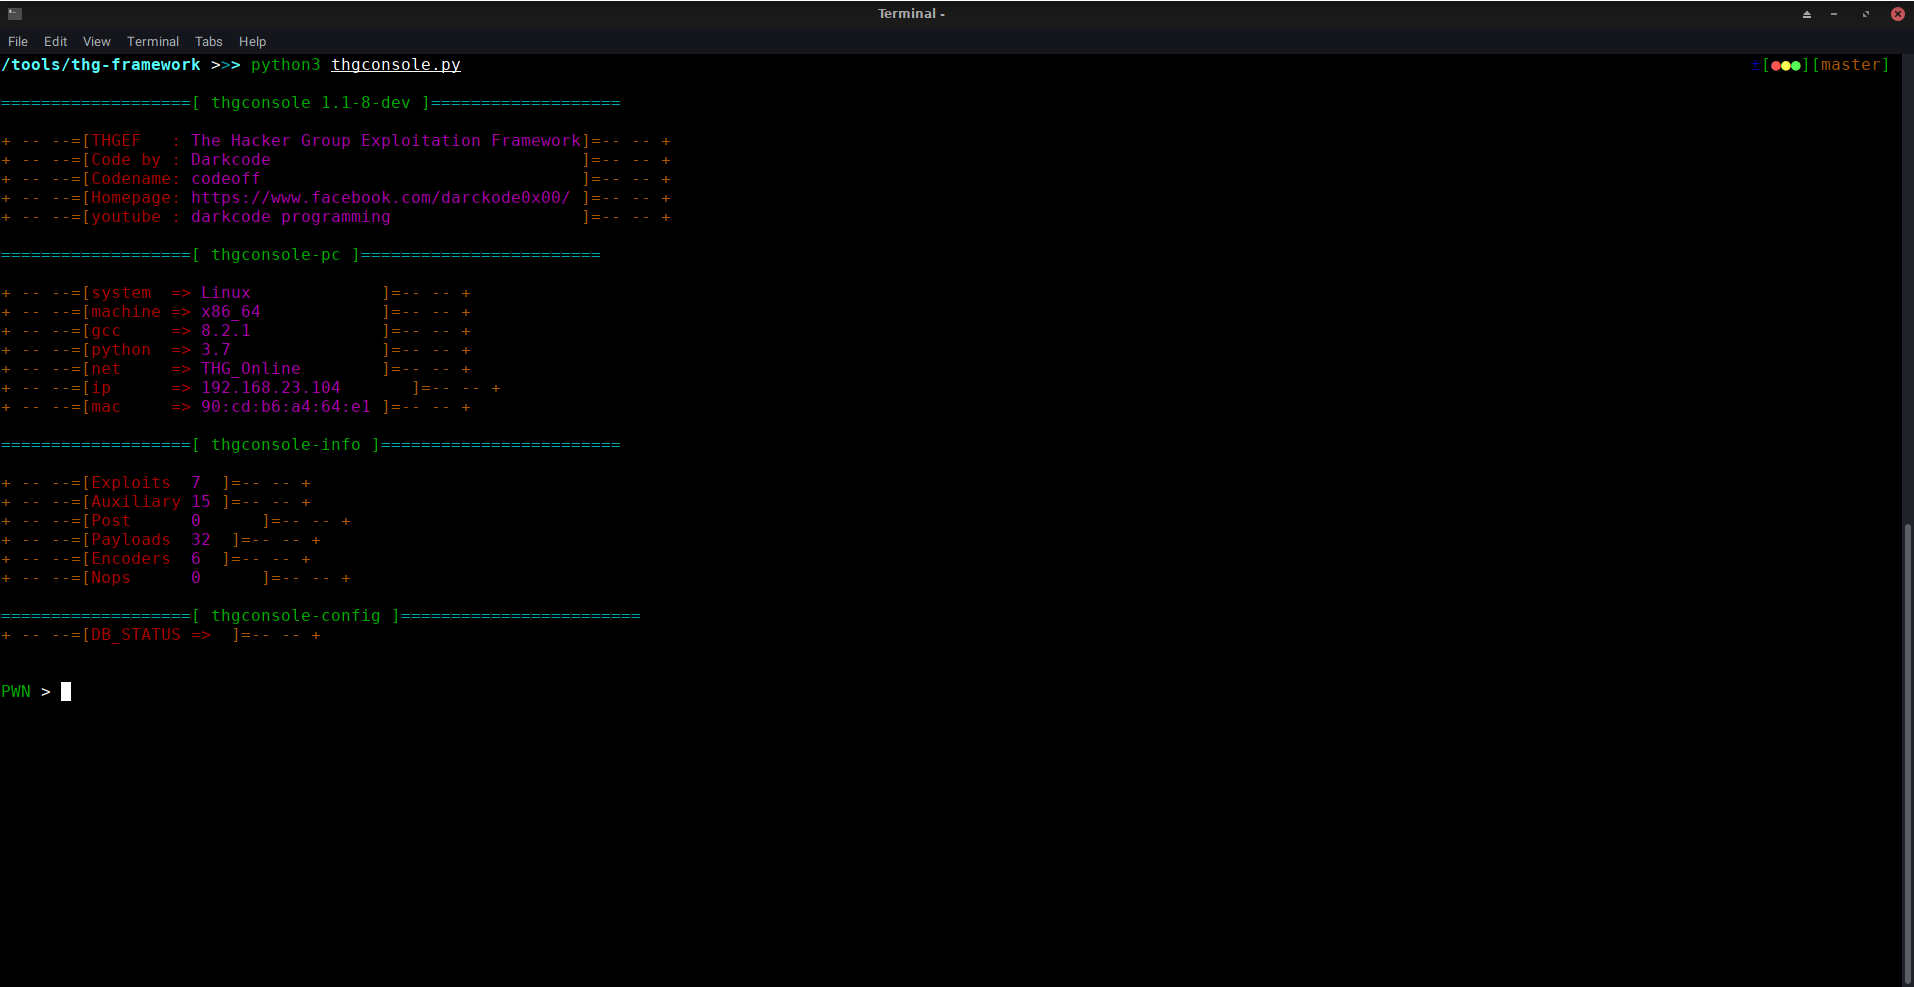 Terminal -
File Edit View Terminal Tabs Help
/tools/thg-framework >>> python3 thgconsole.py ±[●●●][master]
===================[ thgconsole 1.1-8-dev ]===================
+ -- --=[THGEF   : The Hacker Group Exploitation Framework]=-- -- +
+ -- --=[Code by : Darkcode                               ]=-- -- +
+ -- --=[Codename: codeoff                                ]=-- -- +
+ -- --=[Homepage: https://www.facebook.com/darckode0x00/ ]=-- -- +
+ -- --=[youtube : darkcode programming                   ]=-- -- +
===================[ thgconsole-pc ]========================
+ -- --=[system  => Linux             ]=-- -- +
+ -- --=[machine => x86_64            ]=-- -- +
+ -- --=[gcc     => 8.2.1             ]=-- -- +
+ -- --=[python  => 3.7               ]=-- -- +
+ -- --=[net     => THG_Online        ]=-- -- +
+ -- --=[ip      => 192.168.23.104       ]=-- -- +
+ -- --=[mac     => 90:cd:b6:a4:64:e1 ]=-- -- +
===================[ thgconsole-info ]========================
+ -- --=[Exploits  7  ]=-- -- +
+ -- --=[Auxiliary 15 ]=-- -- +
+ -- --=[Post      0      ]=-- -- +
+ -- --=[Payloads  32  ]=-- -- +
+ -- --=[Encoders  6  ]=-- -- +
+ -- --=[Nops      0      ]=-- -- +
===================[ thgconsole-config ]========================
+ -- --=[DB_STATUS =>  ]=-- -- +
PWN >